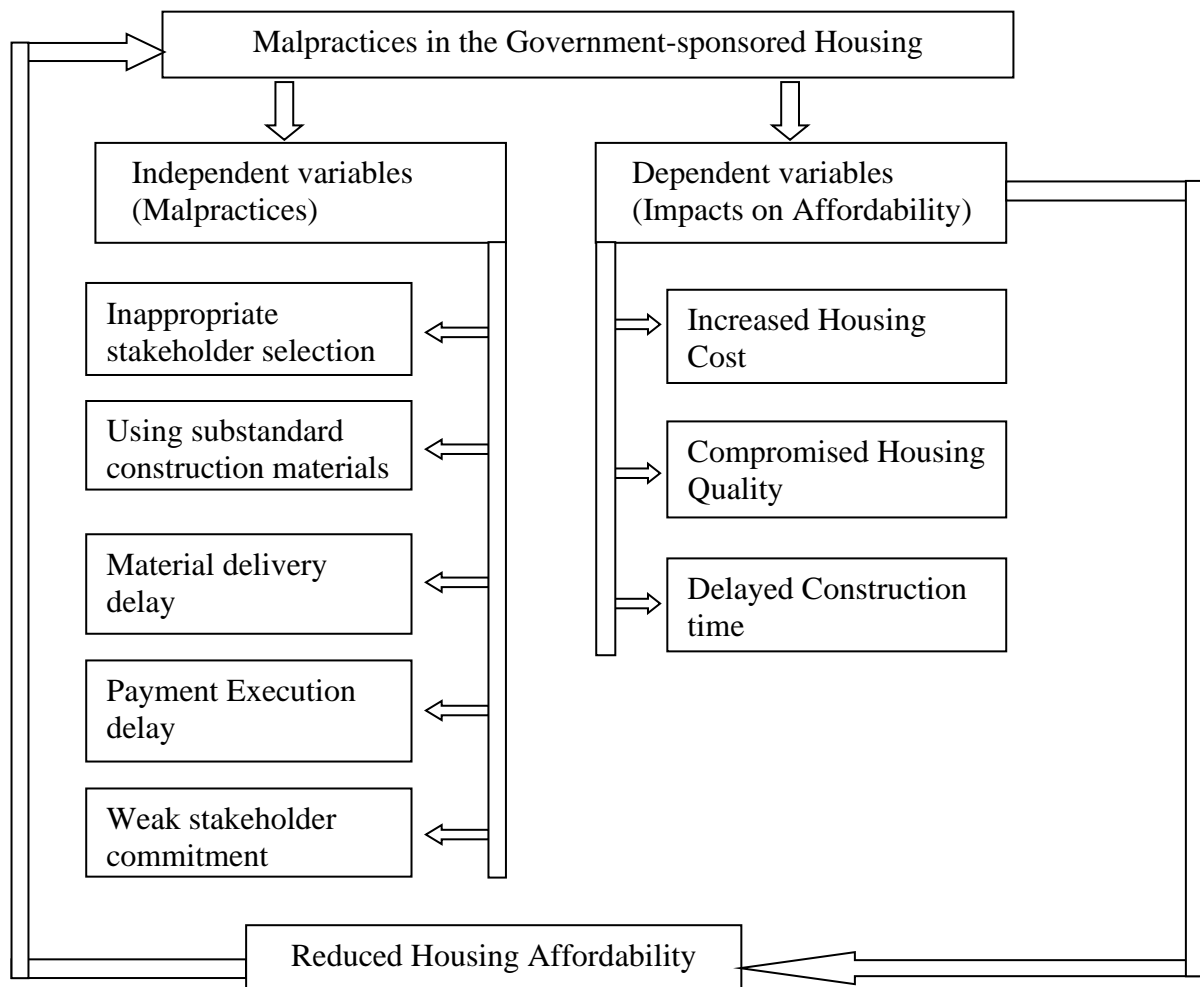 Malpractices in the Government-sponsored Housing
Independent variables
(Malpractices)
Dependent variables
(Impacts on Affordability)
Inappropriate
stakeholder selection
Using substandard
construction materials
Material delivery
delay
Payment Execution
delay
Weak stakeholder
commitment
Increased Housing
Cost
Compromised Housing
Quality
Delayed Construction
time
Reduced Housing Affordability